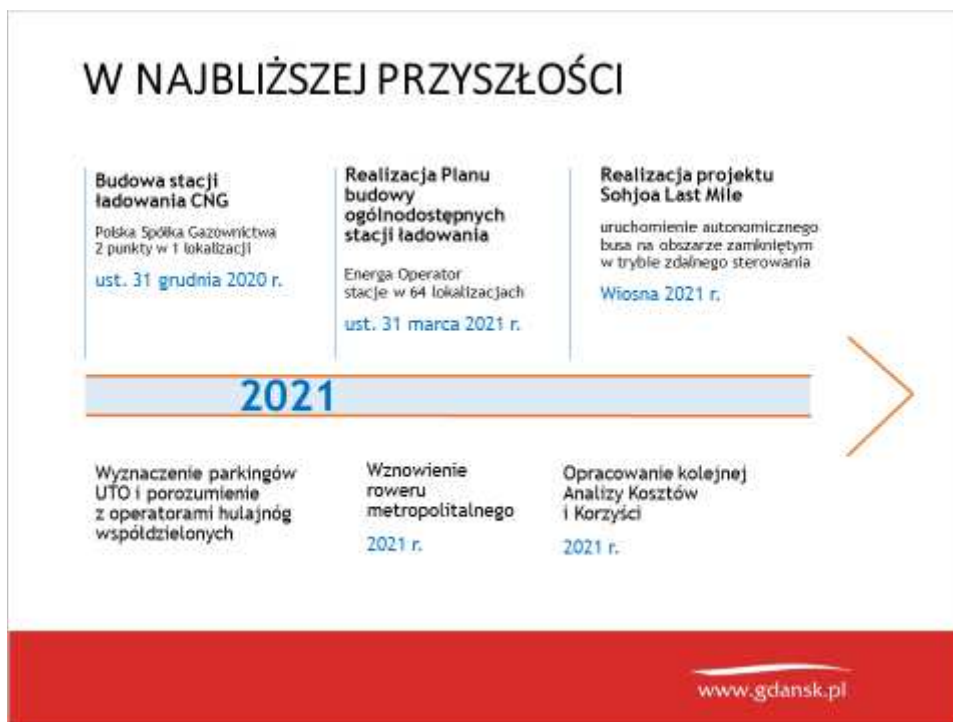 W NAJBLIŻSZEJ PRZYSZŁOŚCI
Budowa stacji
ładowania CNG
Polska Spółka Gazownictwa
2 punkty w 1 lokalizacji
ust. 31 grudnia 2020 r.
Realizacja Planu
budowy
ogólnodostępnych
stacji ładowania
Energa Operator
stacje w 64 lokalizacjach
ust. 31 marca 2021 r.
Realizacja projektu
Sohjoa Last Mile
uruchomienie autonomicznego
busa na obszarze zamkniętym
w trybie zdalnego sterowania
Wiosna 2021 r.
2021
Wyznaczenie parkingów
UTO i porozumienie
z operatorami hulajnóg
współdzielonych
Wznowienie
roweru
metropolitalnego
2021 r.
Opracowanie kolejnej
Analizy Kosztów
i Korzyści
2021 r.
www.gdansk.pl